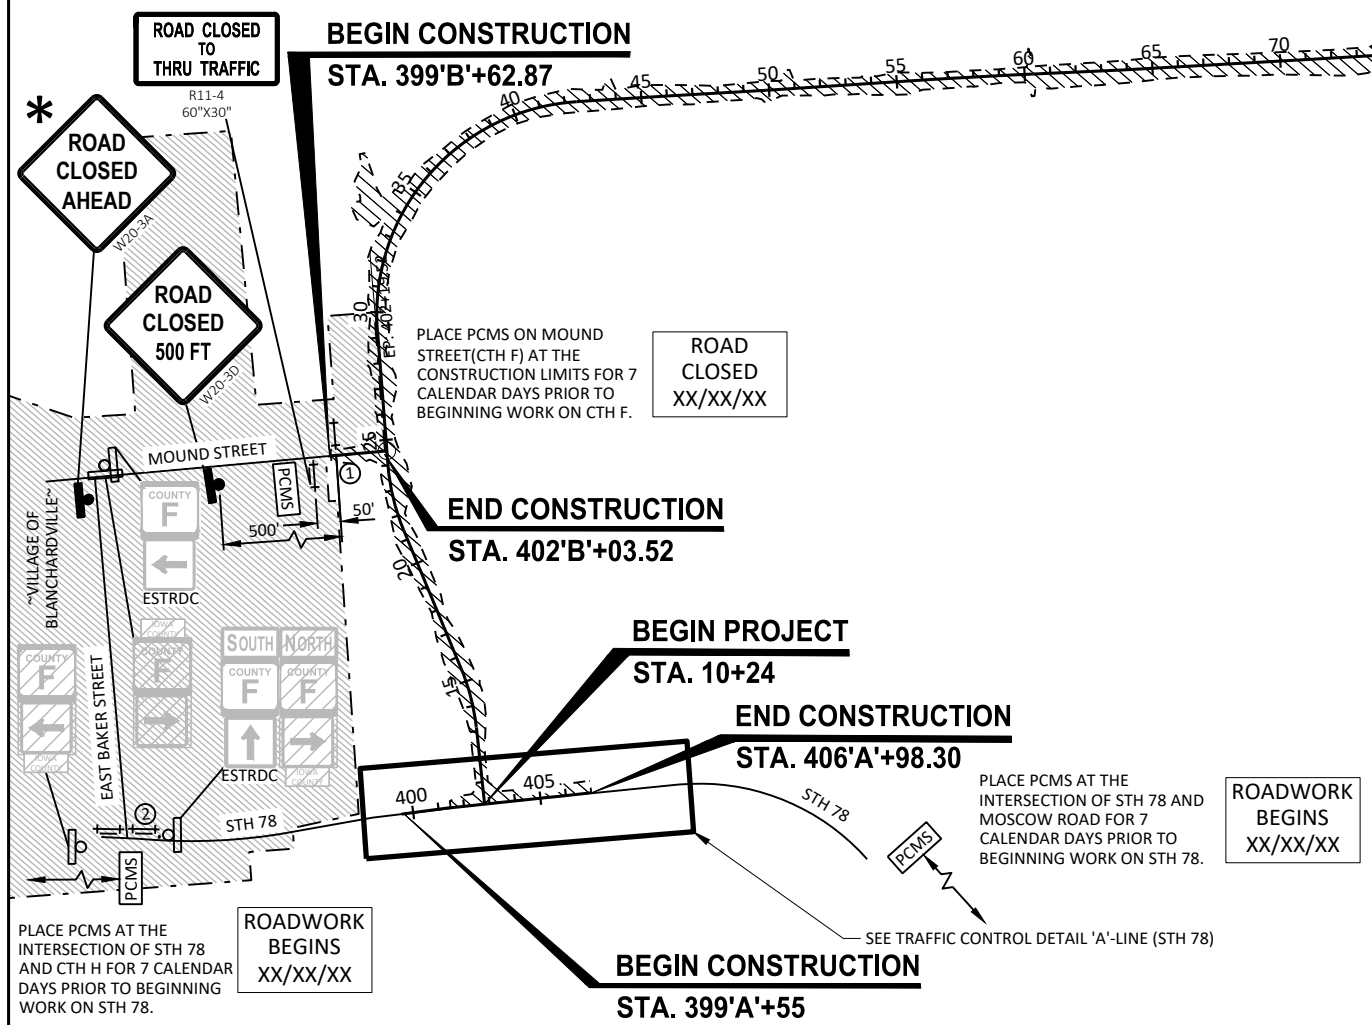 ROAD CLOSED
TO
THRU TRAFFIC
R11-4
60"X30"
BEGIN CONSTRUCTION
STA. 399'B'+62.87
*
ROAD
CLOSED
AHEAD
W20-3A
ROAD
CLOSED
500 FT
W20-3D
40
45
50
55
60
65
70
35
30
25
20
15
PLACE PCMS ON MOUND
STREET(CTH F) AT THE
CONSTRUCTION LIMITS FOR 7
CALENDAR DAYS PRIOR TO
BEGINNING WORK ON CTH F.
ROAD
CLOSED
XX/XX/XX
MOUND STREET
PCMS
1
50'
500'
END CONSTRUCTION
STA. 402'B'+03.52
~VILLAGE OF
BLANCHARDVILLE~
COUNTY
F
ESTRDC
EAST BAKER STREET
COUNTY
F
IOWA
COUNTY
IOWA
COUNTY
COUNTY
F
SOUTH
NORTH
COUNTY
F
COUNTY
F
IOWA
COUNTY
ESTRDC
BEGIN PROJECT
STA. 10+24
END CONSTRUCTION
STA. 406'A'+98.30
400
405
2
STH 78
STH 78
PCMS
PCMS
PLACE PCMS AT THE
INTERSECTION OF STH 78 AND
MOSCOW ROAD FOR 7
CALENDAR DAYS PRIOR TO
BEGINNING WORK ON STH 78.
ROADWORK
BEGINS
XX/XX/XX
PLACE PCMS AT THE
INTERSECTION OF STH 78
AND CTH H FOR 7 CALENDAR
DAYS PRIOR TO BEGINNING
WORK ON STH 78.
ROADWORK
BEGINS
XX/XX/XX
SEE TRAFFIC CONTROL DETAIL 'A'-LINE (STH 78)
BEGIN CONSTRUCTION
STA. 399'A'+55